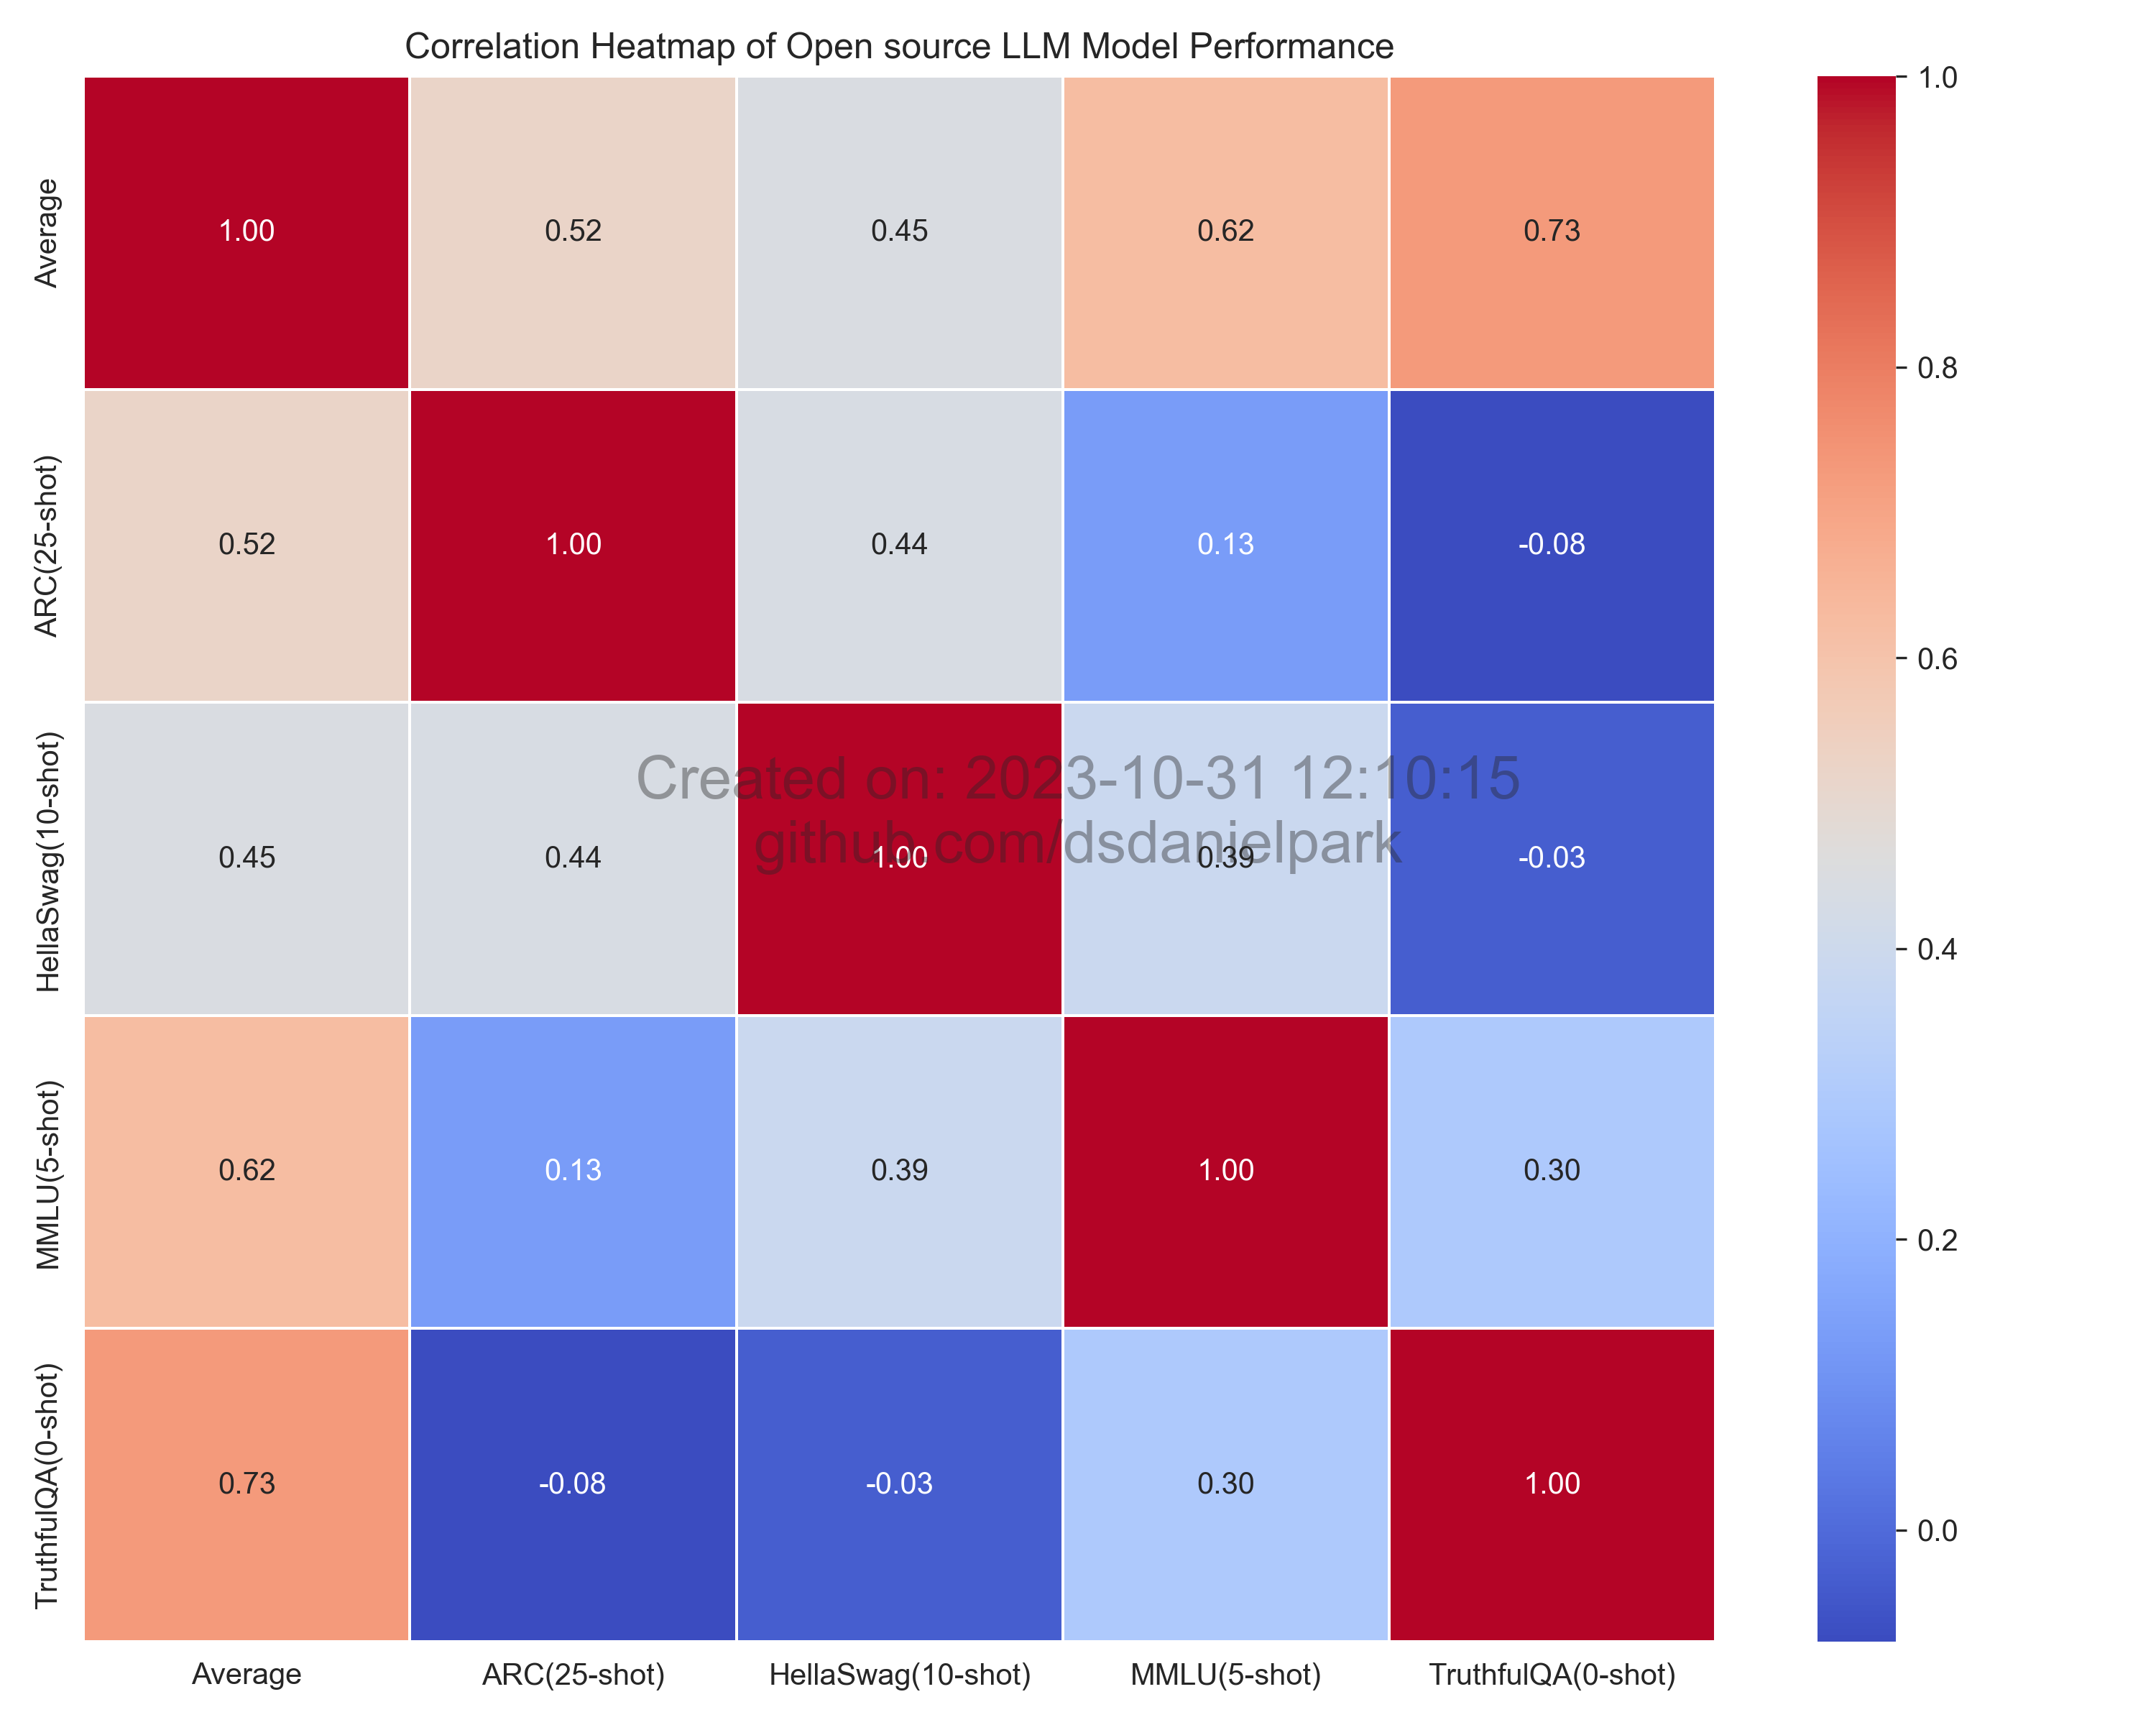 Correlation Heatmap of Open source LLM Model Performance
1.0
Average
1.00 0.52 0.45 0.62 0.73
0.8
ARC(25-shot)
0.52 1.00 0.44 0.13 -0.08
0.6
HellaSwag(10-shot)
Created on: 2023-10-31 12:10:15
github.com/dsdanielpark
0.45 0.44 1.00 0.39 -0.03
0.4
MMLU(5-shot)
0.62 0.13 0.39 1.00 0.30
0.2
TruthfulQA(0-shot)
0.73 -0.08 -0.03 0.30 1.00
0.0
Average ARC(25-shot) HellaSwag(10-shot) MMLU(5-shot) TruthfulQA(0-shot)